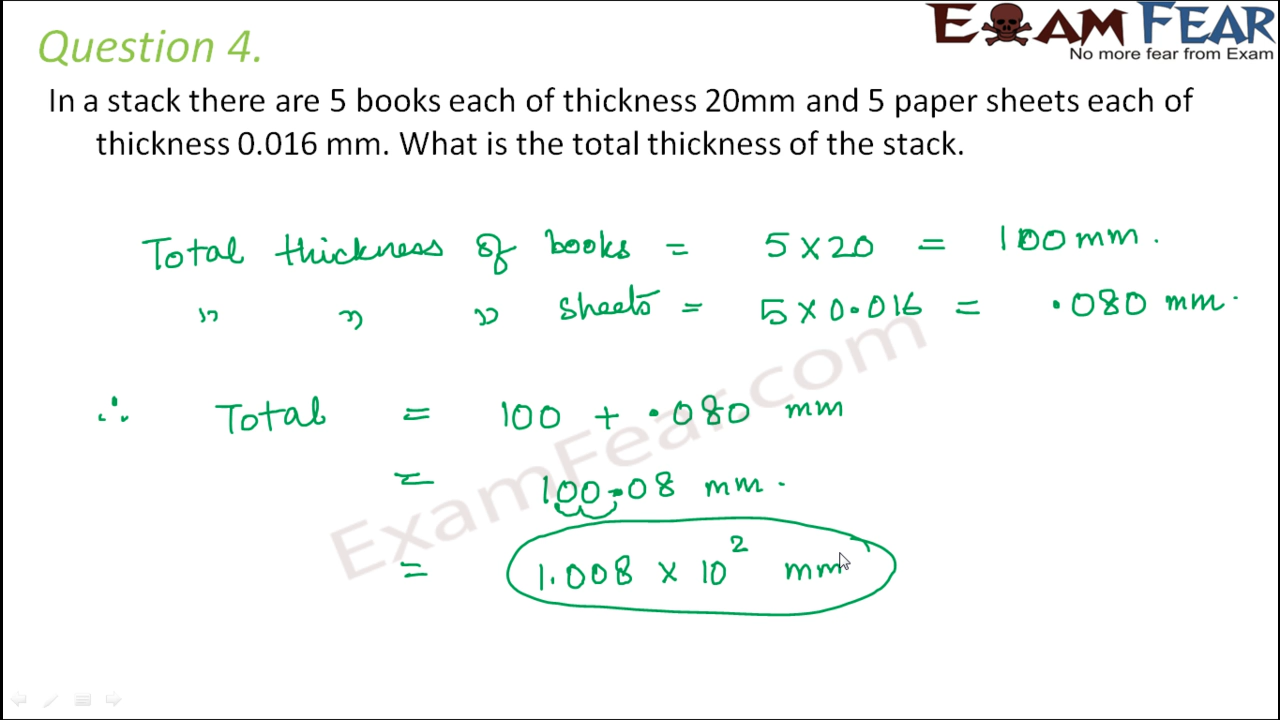 EXAM FEAR
No more fear from Exam
Question 4.
In a stack there are 5 books each of thickness 20mm and 5 paper sheets each of
thickness 0.016 mm. What is the total thickness of the stack.
Total thickness of books = 5 × 20 = 100 mm.
" " " sheets = 5 × 0.016 = .080 mm.
∴ Total = 100 + .080 mm
= 100.08 mm.
= 1.008 × 10² mm
ExamFear.com